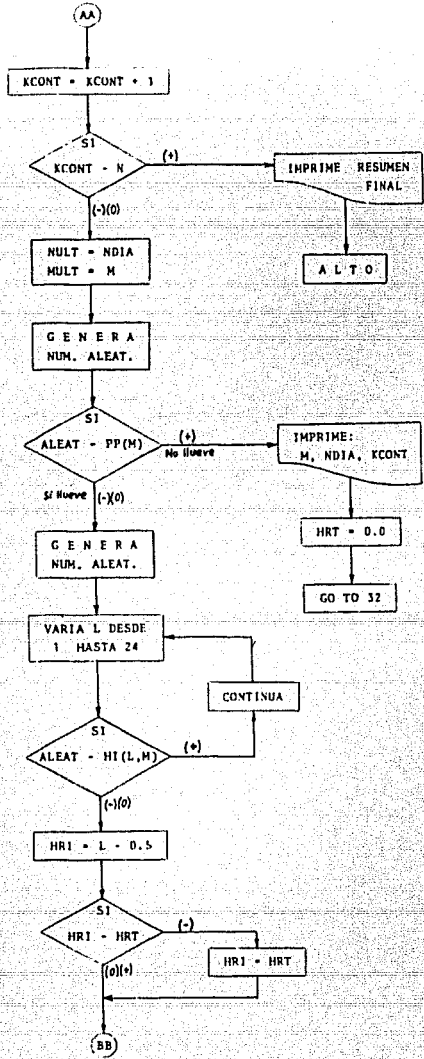 AA
KCONT = KCONT + 1
SI
KCONT - N
(+)
IMPRIME RESUMEN
FINAL
(-)(0)
NULT = NDIA
MULT = M
A L T O
G E N E R A
NUM. ALEAT.
SI
ALEAT - PP(M)
(+)
No llueve
IMPRIME:
M, NDIA, KCONT
Si llueve
(-)(0)
HRT = 0.0
G E N E R A
NUM. ALEAT.
GO TO 32
VARIA L DESDE
1 HASTA 24
CONTINUA
SI
ALEAT - HI(L,M)
(+)
(-)(0)
HRI = L - 0.5
SI
HRI - HRT
(-)
HRI = HRT
(0)(+)
BB